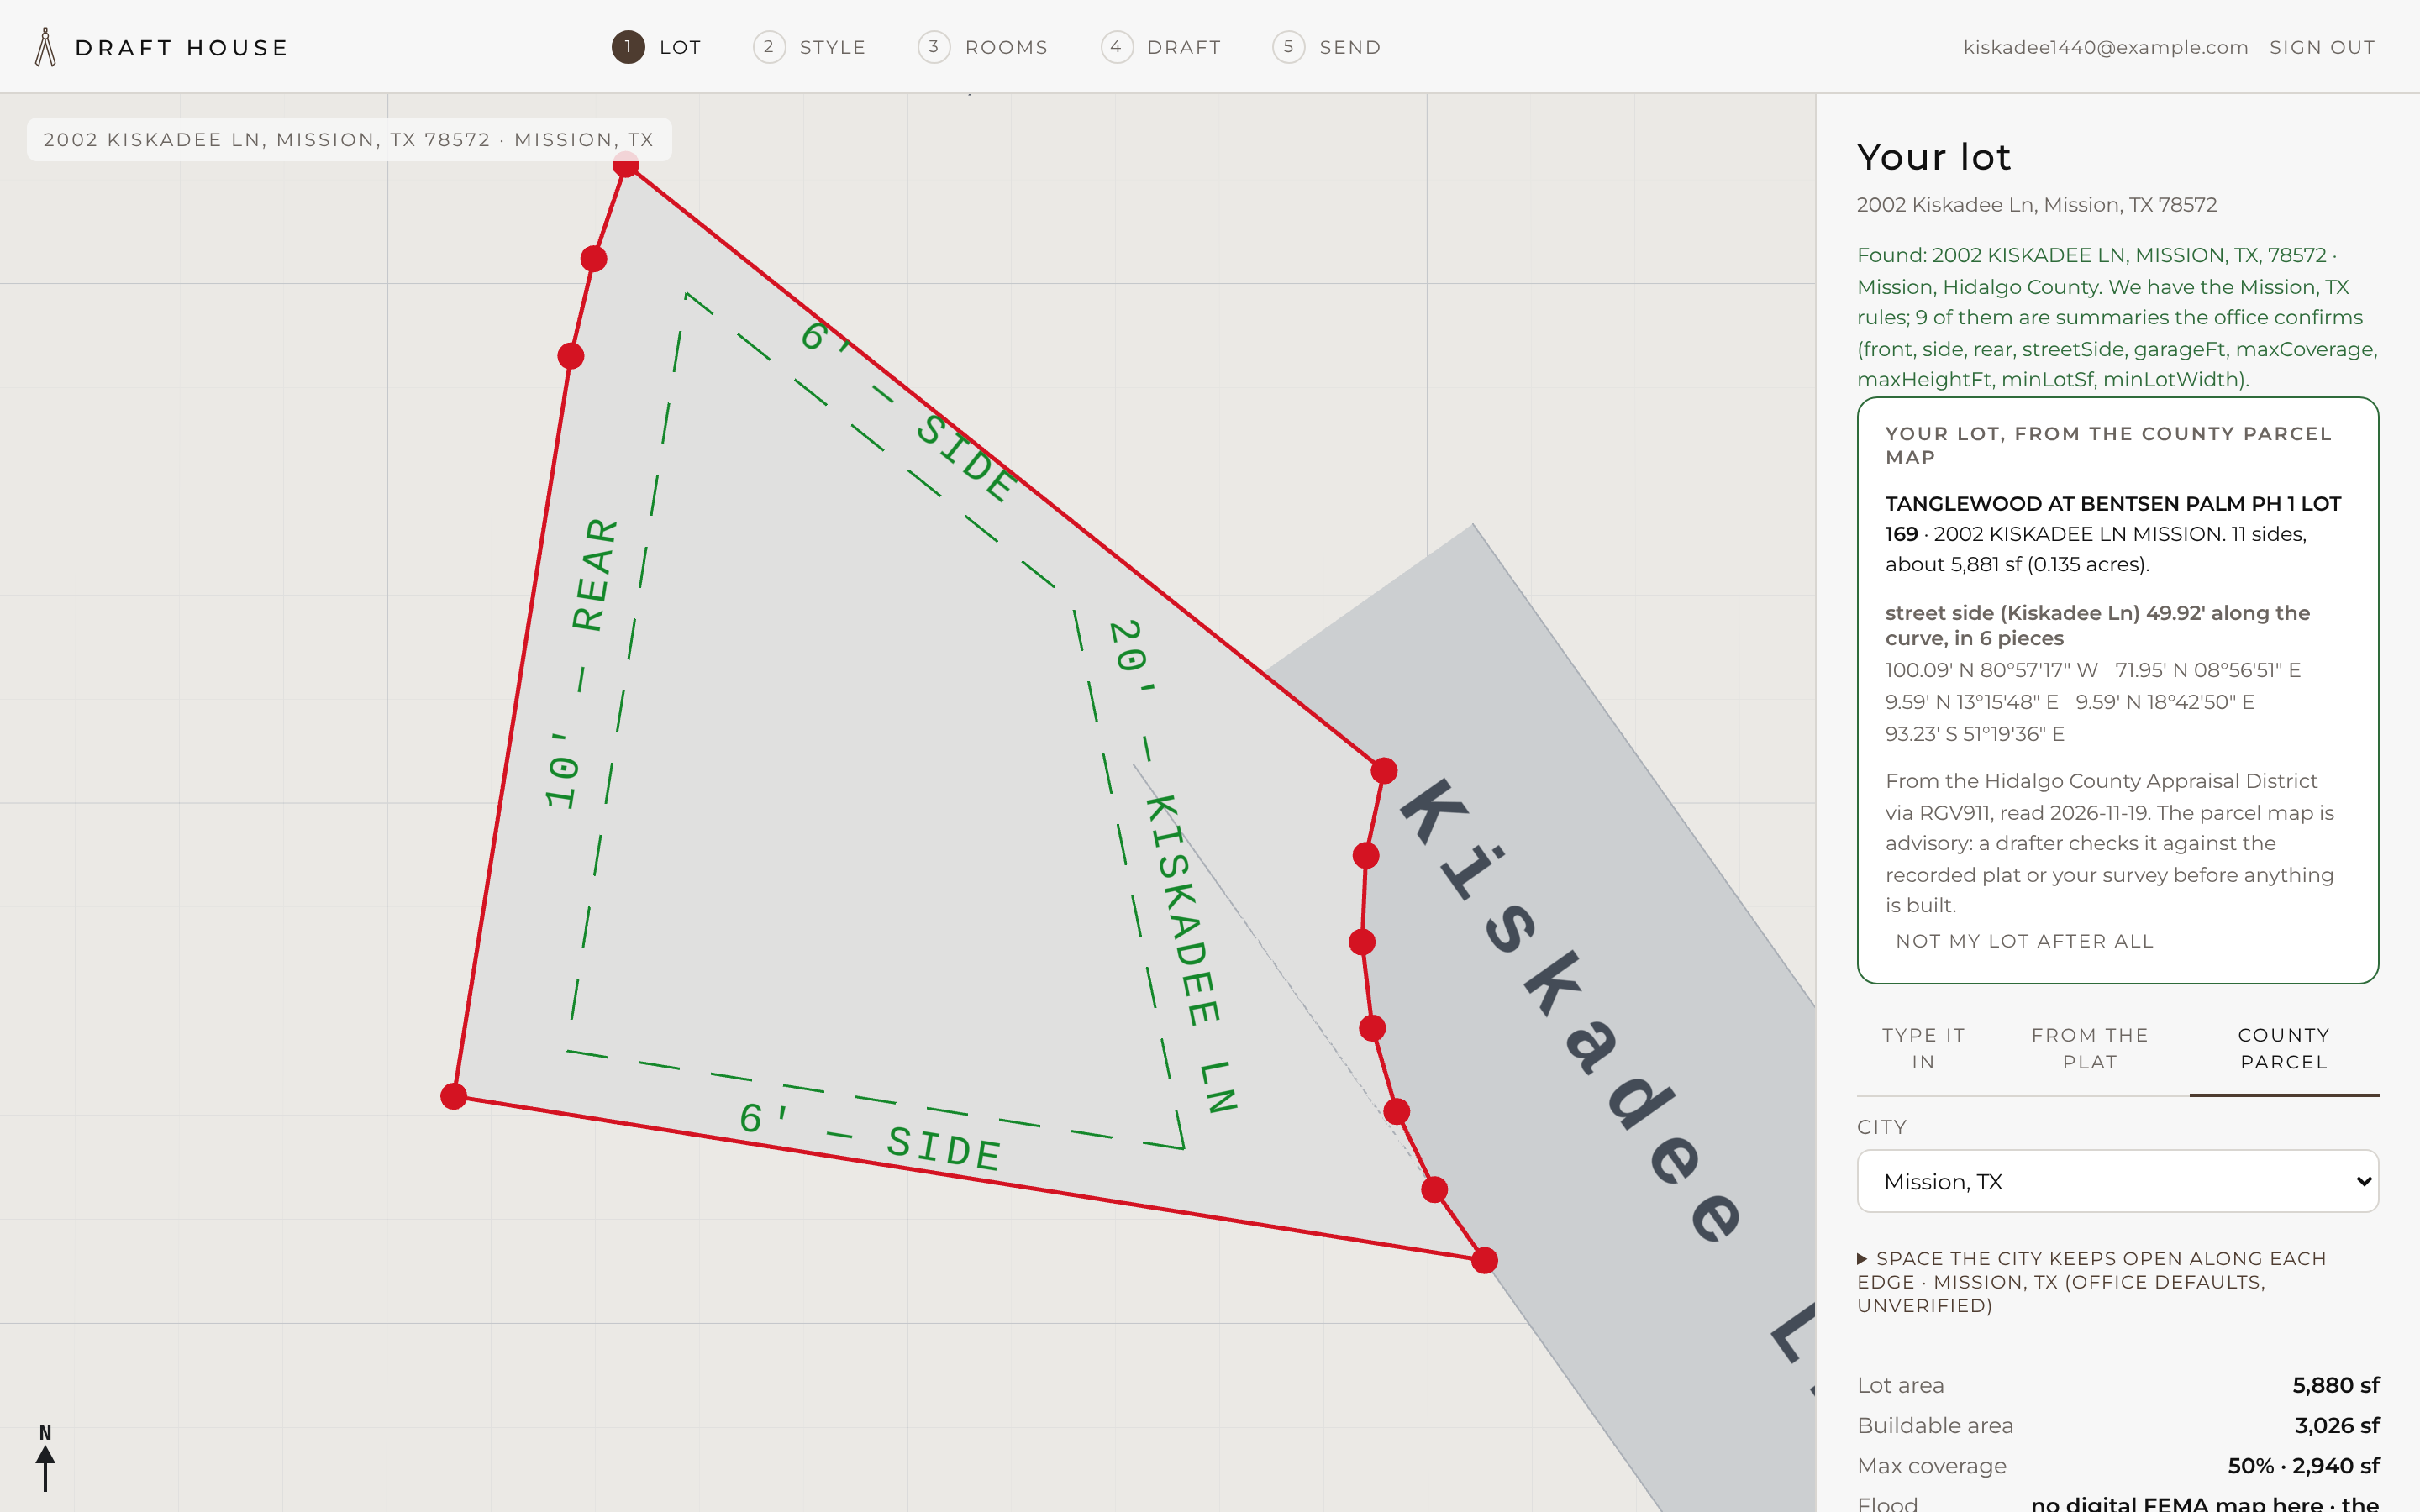 DRAFT HOUSE
1 LOT
2 STYLE
3 ROOMS
4 DRAFT
5 SEND
kiskadee1440@example.com SIGN OUT
2002 KISKADEE LN, MISSION, TX 78572 · MISSION, TX
6' – SIDE
10' – REAR
20' – KISKADEE LN
6' – SIDE
Kiskadee L
N
Your lot
2002 Kiskadee Ln, Mission, TX 78572
Found: 2002 KISKADEE LN, MISSION, TX, 78572 ·
Mission, Hidalgo County. We have the Mission, TX
rules; 9 of them are summaries the office confirms
(front, side, rear, streetSide, garageFt, maxCoverage,
maxHeightFt, minLotSf, minLotWidth).
YOUR LOT, FROM THE COUNTY PARCEL
MAP
TANGLEWOOD AT BENTSEN PALM PH 1 LOT
169 · 2002 KISKADEE LN MISSION. 11 sides,
about 5,881 sf (0.135 acres).
street side (Kiskadee Ln) 49.92' along the
curve, in 6 pieces
100.09' N 80°57'17" W 71.95' N 08°56'51" E
9.59' N 13°15'48" E 9.59' N 18°42'50" E
93.23' S 51°19'36" E
From the Hidalgo County Appraisal District
via RGV911, read 2026-11-19. The parcel map is
advisory: a drafter checks it against the
recorded plat or your survey before anything
is built.
NOT MY LOT AFTER ALL
TYPE IT
IN
FROM THE
PLAT
COUNTY
PARCEL
CITY
Mission, TX
SPACE THE CITY KEEPS OPEN ALONG EACH
EDGE · MISSION, TX (OFFICE DEFAULTS,
UNVERIFIED)
Lot area 5,880 sf
Buildable area 3,026 sf
Max coverage 50% · 2,940 sf
Flood no digital FEMA map here · the